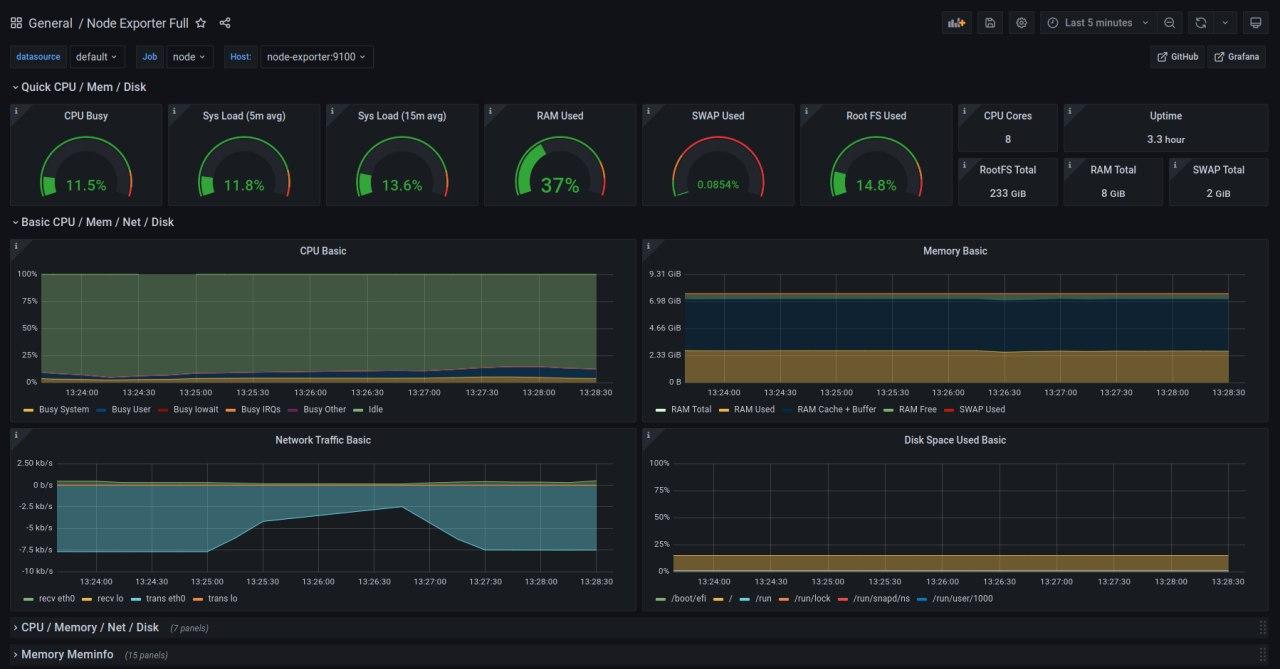 General / Node Exporter Full
Last 5 minutes
datasource default Job node Host: node-exporter:9100 GitHub Grafana
Quick CPU / Mem / Disk
CPU Busy
11.5%
Sys Load (5m avg)
11.8%
Sys Load (15m avg)
13.6%
RAM Used
37%
SWAP Used
0.0854%
Root FS Used
14.8%
CPU Cores
8
Uptime
3.3 hour
RootFS Total
233 GiB
RAM Total
8 GiB
SWAP Total
2 GiB
Basic CPU / Mem / Net / Disk
CPU Basic
100%
75%
50%
25%
0%
13:24:00 13:24:30 13:25:00 13:25:30 13:26:00 13:26:30 13:27:00 13:27:30 13:28:00 13:28:30
Busy System Busy User Busy Iowait Busy IRQs Busy Other Idle
Memory Basic
9.31 GiB
6.98 GiB
4.66 GiB
2.33 GiB
0 B
13:24:00 13:24:30 13:25:00 13:25:30 13:26:00 13:26:30 13:27:00 13:27:30 13:28:00 13:28:30
RAM Total RAM Used RAM Cache + Buffer RAM Free SWAP Used
Network Traffic Basic
2.50 kb/s
0 b/s
-2.5 kb/s
-5 kb/s
-7.5 kb/s
-10 kb/s
13:24:00 13:24:30 13:25:00 13:25:30 13:26:00 13:26:30 13:27:00 13:27:30 13:28:00 13:28:30
recv eth0 recv lo trans eth0 trans lo
Disk Space Used Basic
100%
75%
50%
25%
0%
13:24:00 13:24:30 13:25:00 13:25:30 13:26:00 13:26:30 13:27:00 13:27:30 13:28:00 13:28:30
/boot/efi / /run /run/lock /run/snapd/ns /run/user/1000
CPU / Memory / Net / Disk (7 panels)
Memory Meminfo (15 panels)